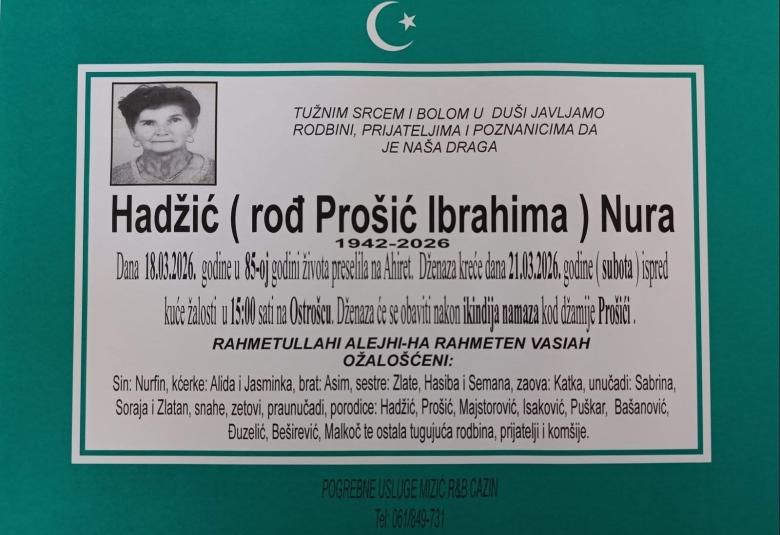 TUŽNIM SRCEM I BOLOM U DUŠI JAVLJAMO
RODBINI, PRIJATELJIMA I POZNANICIMA DA
JE NAŠA DRAGA
Hadžić ( rođ Prošić Ibrahima ) Nura
1942-2026
Dana 18.03.2026. godine u 85-oj godini života preselila na Ahiret. Dženaza kreće dana 21.03.2026. godine ( subota ) ispred
kuće žalosti u 15:00 sati na Ostrošcu. Dženaza će se obaviti nakon ikindija namaza kod džamije Prošići .
RAHMETULLAHI ALEJHI-HA RAHMETEN VASIAH
OŽALOŠĆENI:
Sin: Nurfin, kćerke: Alida i Jasminka, brat: Asim, sestre: Zlate, Hasiba i Semana, zaova: Katka, unučadi: Sabrina,
Soraja i Zlatan, snahe, zetovi, praunučadi, porodice: Hadžić, Prošić, Majstorović, Isaković, Puškar, Bašanović,
Đuzelić, Beširević, Malkoč te ostala tugujuća rodbina, prijatelji i komšije.
POGREBNE USLUGE MIZIĆ R&B CAZIN
Tel: 061/849-731